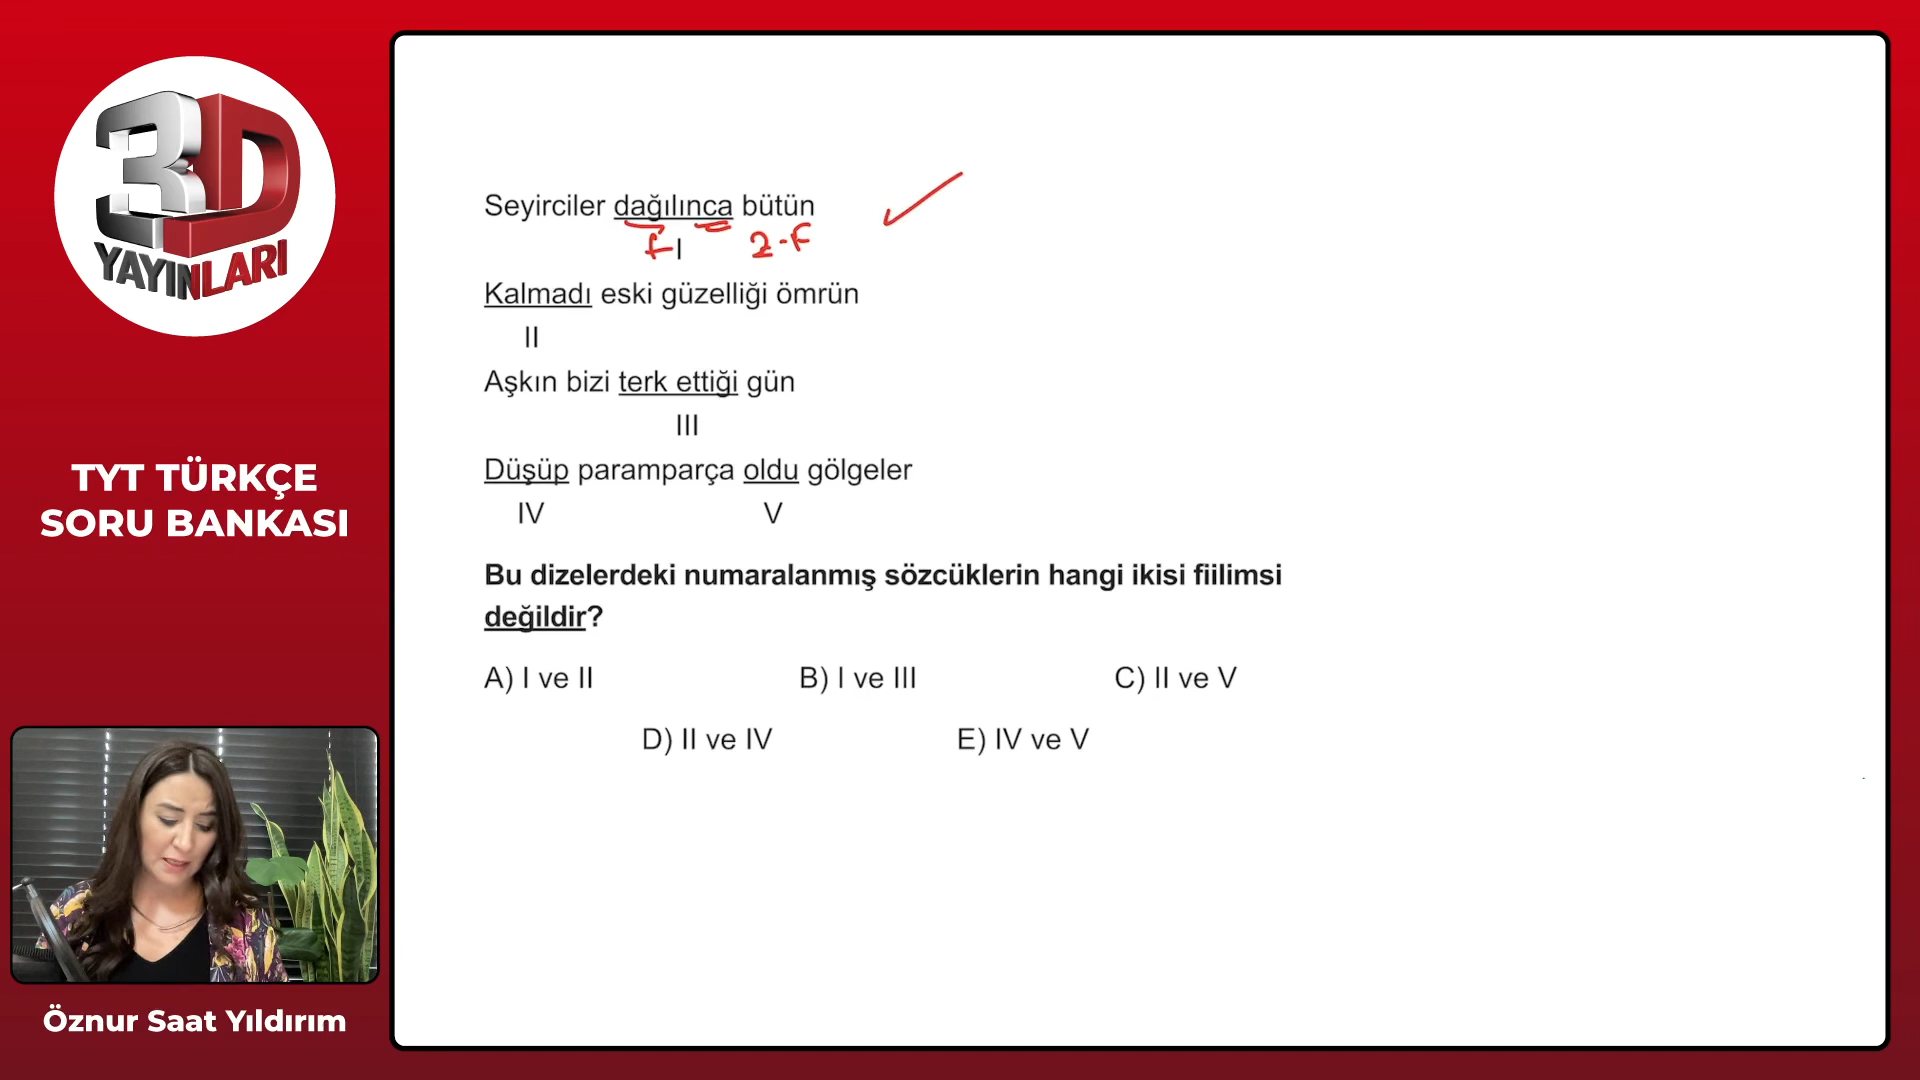 3D
YAYINLARI
TYT TÜRKÇE
SORU BANKASI
Öznur Saat Yıldırım
Seyirciler dağılınca bütün
f I 2-F
Kalmadı eski güzelliği ömrün
II
Aşkın bizi terk ettiği gün
III
Düşüp paramparça oldu gölgeler
IV V
Bu dizelerdeki numaralanmış sözcüklerin hangi ikisi fiilimsi
değildir?
A) I ve II B) I ve III C) II ve V
D) II ve IV E) IV ve V